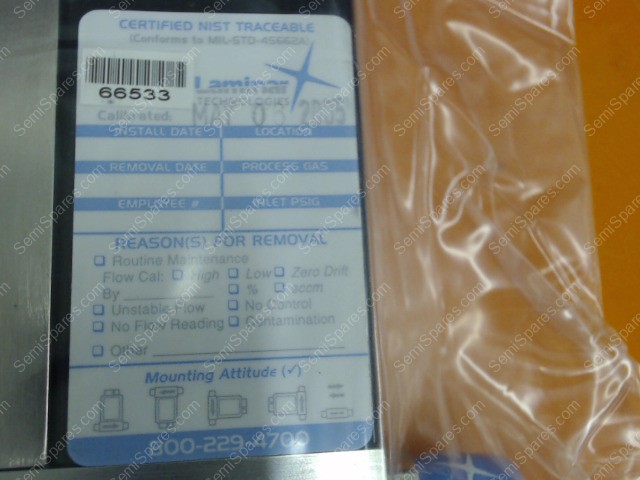 CERTIFIED NIST TRACEABLE
(Conforms to MIL-STD-45662A)
66533
Laminar
TECHNOLOGIES
Calibrated:
INSTALL DATE
LOCATION
REMOVAL DATE
PROCESS GAS
EMPLOYEE #
INLET PSIG
REASON(S) FOR REMOVAL
Routine Maintenance
Flow Cal: High Low Zero Drift
By % sccm
Unstable Flow No Control
No Flow Reading Contamination
Other
Mounting Attitude (✓)
800-229-4700
SemiSpares.com